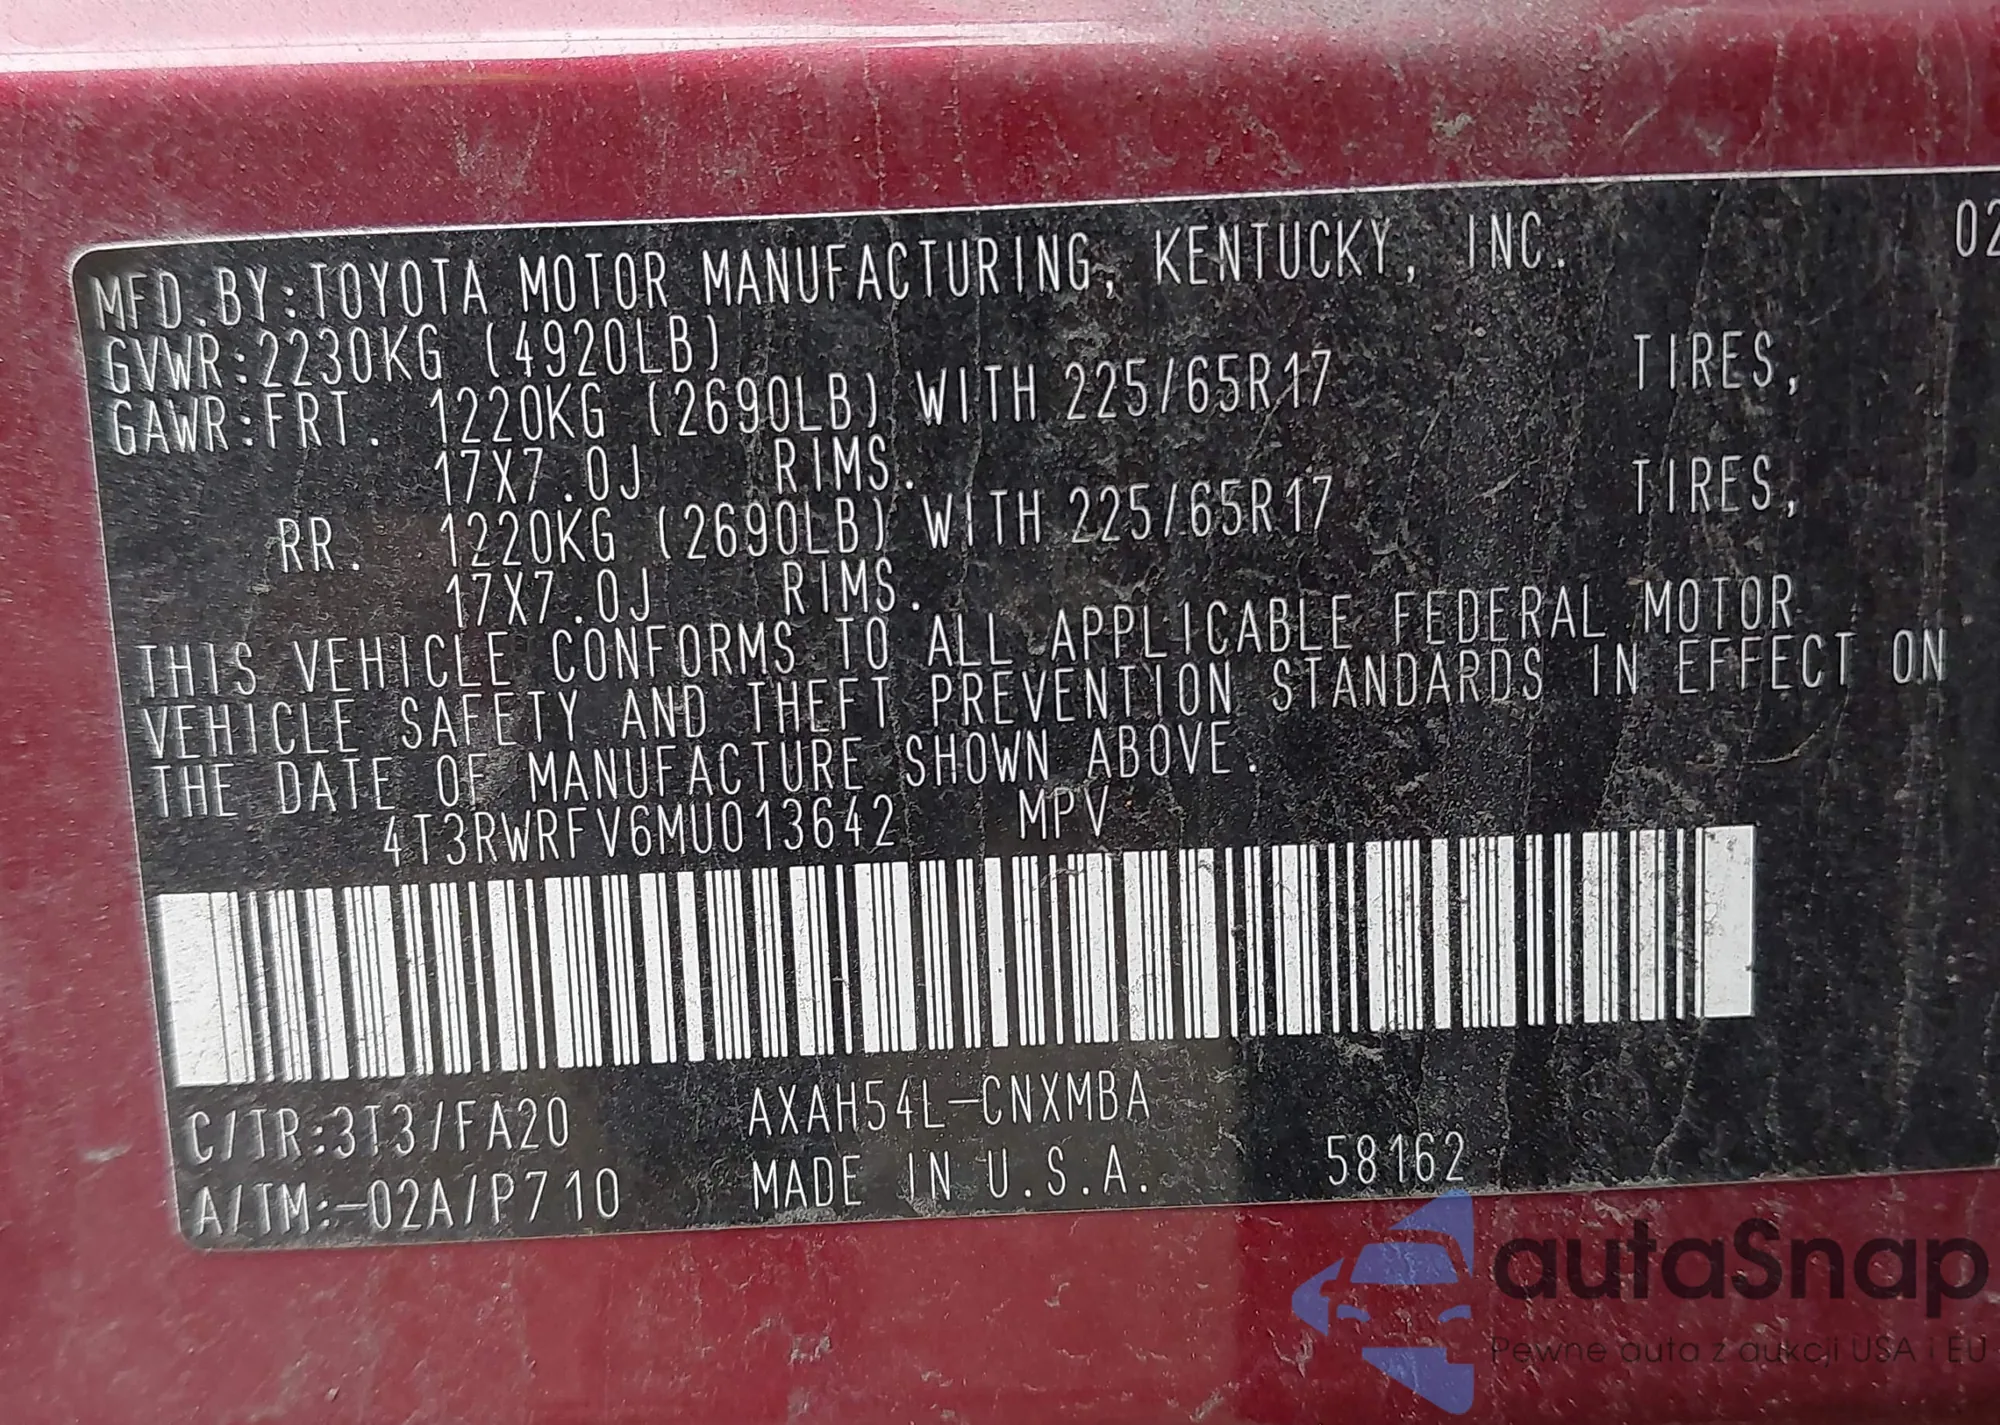 MFD.BY:TOYOTA MOTOR MANUFACTURING, KENTUCKY, INC. 02
GVWR:2230KG (4920LB)
GAWR:FRT. 1220KG (2690LB) WITH 225/65R17 TIRES,
17X7.0J RIMS.
RR. 1220KG (2690LB) WITH 225/65R17 TIRES,
17X7.0J RIMS.
THIS VEHICLE CONFORMS TO ALL APPLICABLE FEDERAL MOTOR
VEHICLE SAFETY AND THEFT PREVENTION STANDARDS IN EFFECT ON
THE DATE OF MANUFACTURE SHOWN ABOVE.
4T3RWRFV6MU013642 MPV
C/TR:3T3/FA20 AXAH54L-CNXMBA
A/TM:-02A/P710 MADE IN U.S.A. 58162
autaSnap
Pewne auta z aukcji USA i EU